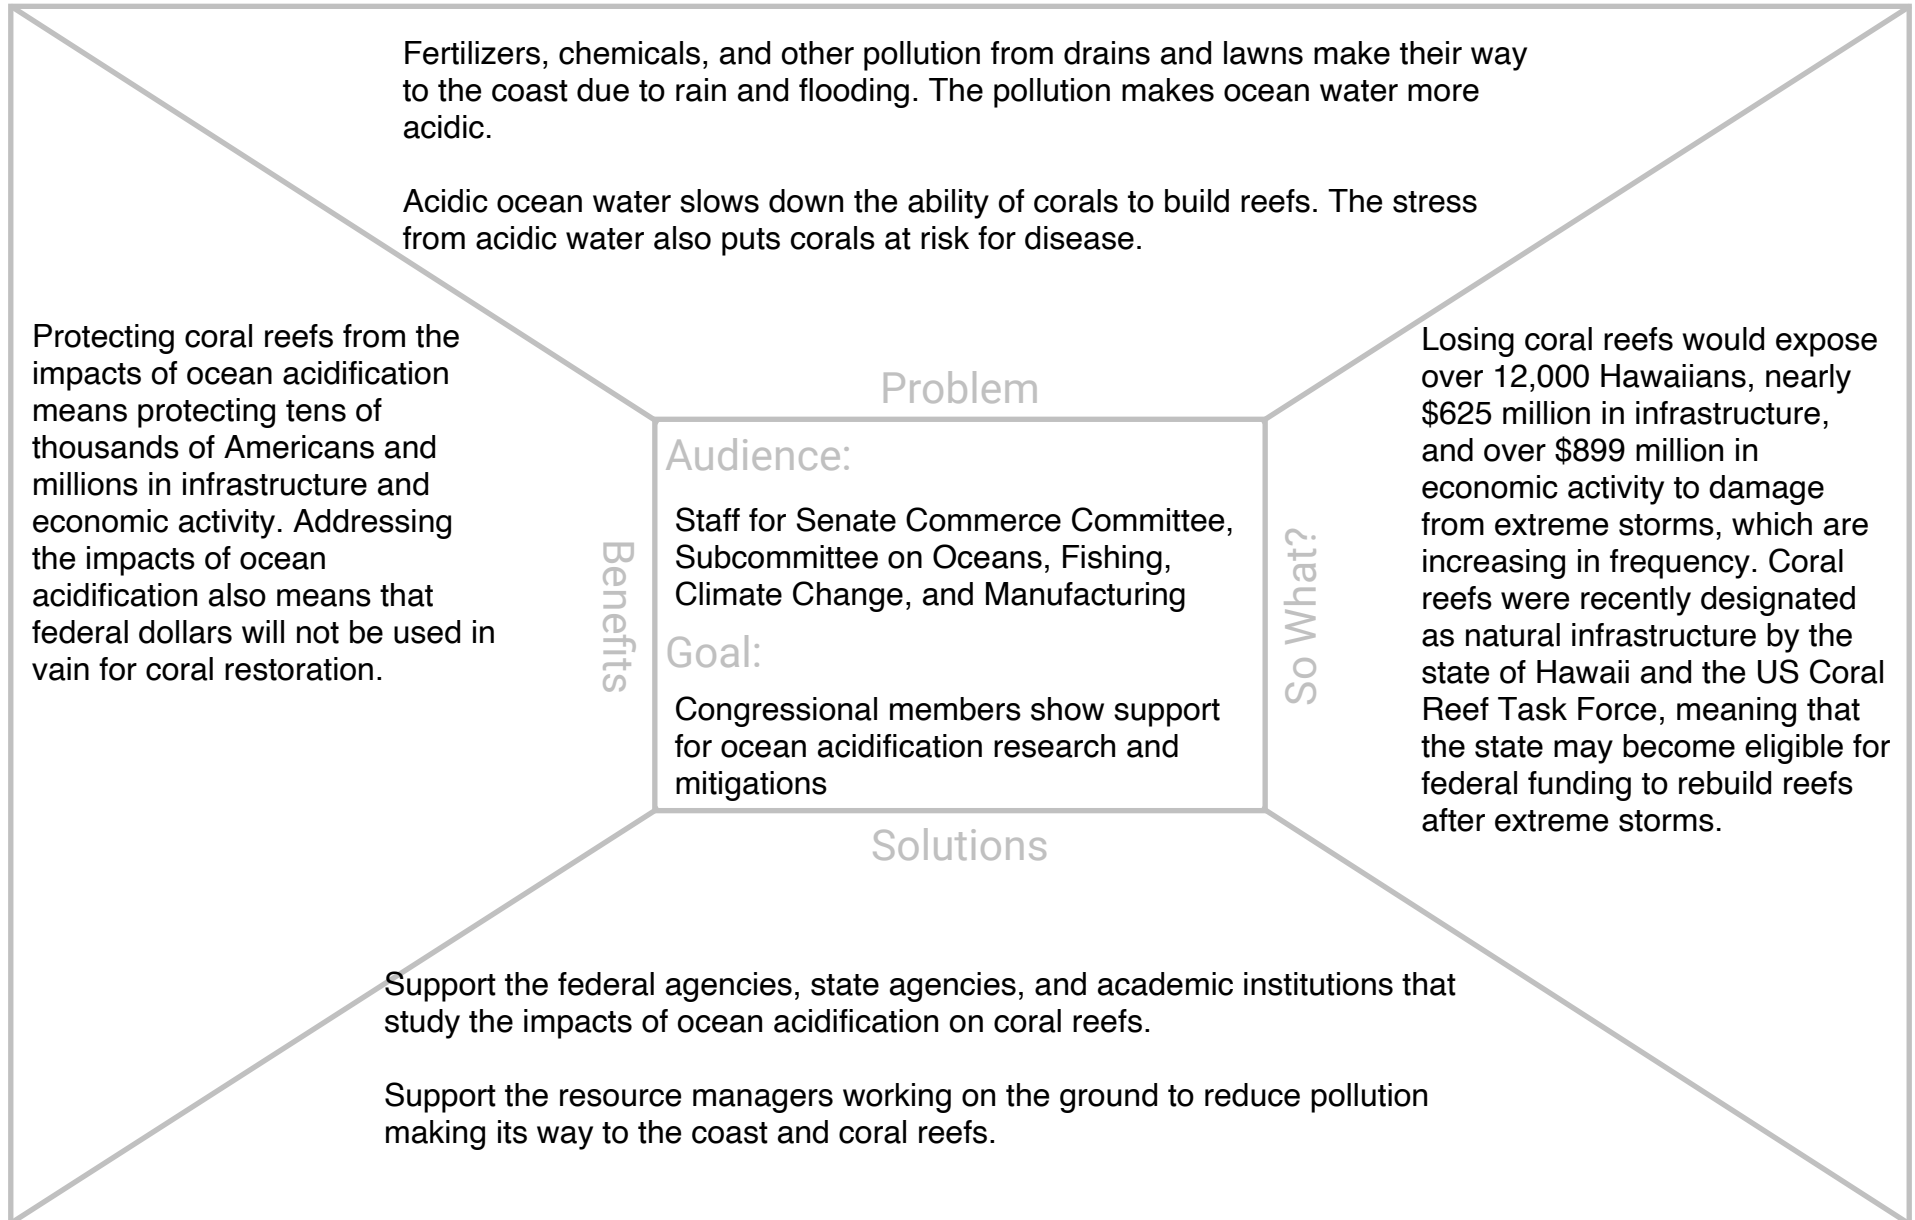 Fertilizers, chemicals, and other pollution from drains and lawns make their way
to the coast due to rain and flooding. The pollution makes ocean water more
acidic.
Acidic ocean water slows down the ability of corals to build reefs. The stress
from acidic water also puts corals at risk for disease.
Problem
Protecting coral reefs from the
impacts of ocean acidification
means protecting tens of
thousands of Americans and
millions in infrastructure and
economic activity. Addressing
the impacts of ocean
acidification also means that
federal dollars will not be used in
vain for coral restoration.
Benefits
Audience:
Staff for Senate Commerce Committee,
Subcommittee on Oceans, Fishing,
Climate Change, and Manufacturing
Goal:
Congressional members show support
for ocean acidification research and
mitigations
So What?
Losing coral reefs would expose
over 12,000 Hawaiians, nearly
$625 million in infrastructure,
and over $899 million in
economic activity to damage
from extreme storms, which are
increasing in frequency. Coral
reefs were recently designated
as natural infrastructure by the
state of Hawaii and the US Coral
Reef Task Force, meaning that
the state may become eligible for
federal funding to rebuild reefs
after extreme storms.
Solutions
Support the federal agencies, state agencies, and academic institutions that
study the impacts of ocean acidification on coral reefs.
Support the resource managers working on the ground to reduce pollution
making its way to the coast and coral reefs.